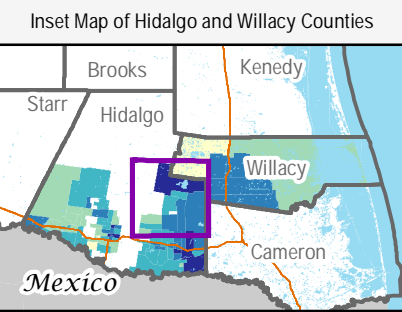 Inset Map of Hidalgo and Willacy Counties
Brooks
Kenedy
Starr
Hidalgo
Willacy
Cameron
Mexico